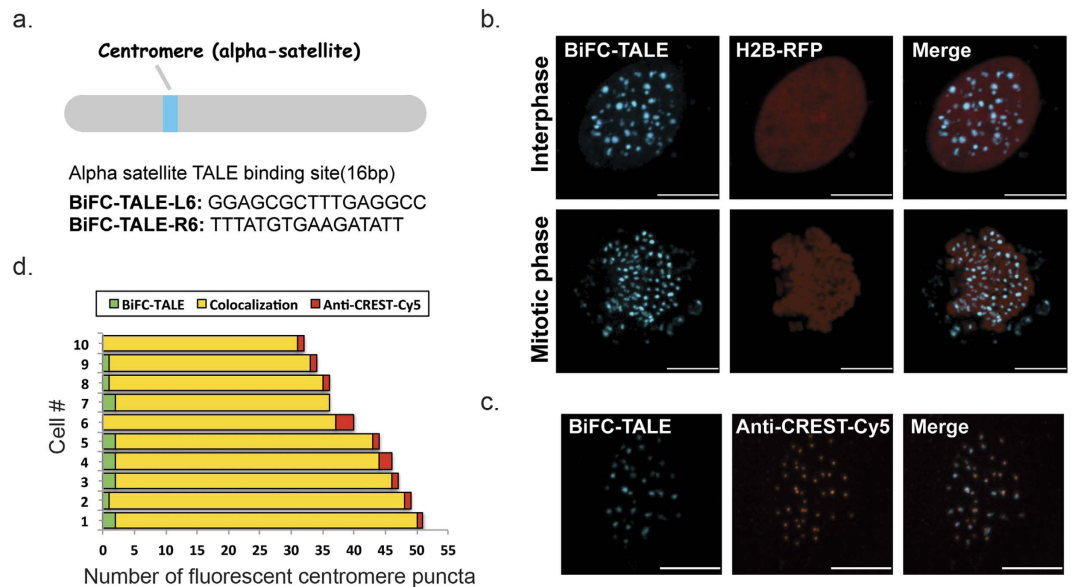 a.
Centromere (alpha-satellite)
Alpha satellite TALE binding site(16bp)
BiFC-TALE-L6: GGAGCGCTTTGAGGCC
BiFC-TALE-R6: TTTATGTGAAGATATT
b.
BiFC-TALE H2B-RFP Merge
Interphase
Mitotic phase
c.
BiFC-TALE Anti-CREST-Cy5 Merge
d.
BiFC-TALE Colocalization Anti-CREST-Cy5
Cell #
10
9
8
7
6
5
4
3
2
1
0 5 10 15 20 25 30 35 40 45 50 55
Number of fluorescent centromere puncta